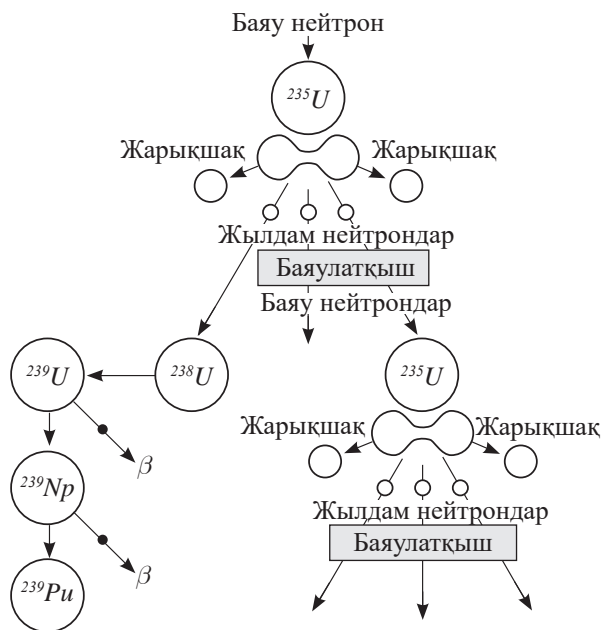 Баяу нейтрон
²³⁵U
Жарықшақ Жарықшақ
Жылдам нейтрондар
Баяулатқыш
Баяу нейтрондар
²³⁹U ²³⁸U ²³⁵U
Жарықшақ Жарықшақ
β
²³⁹Np
Жылдам нейтрондар
Баяулатқыш
β
²³⁹Pu